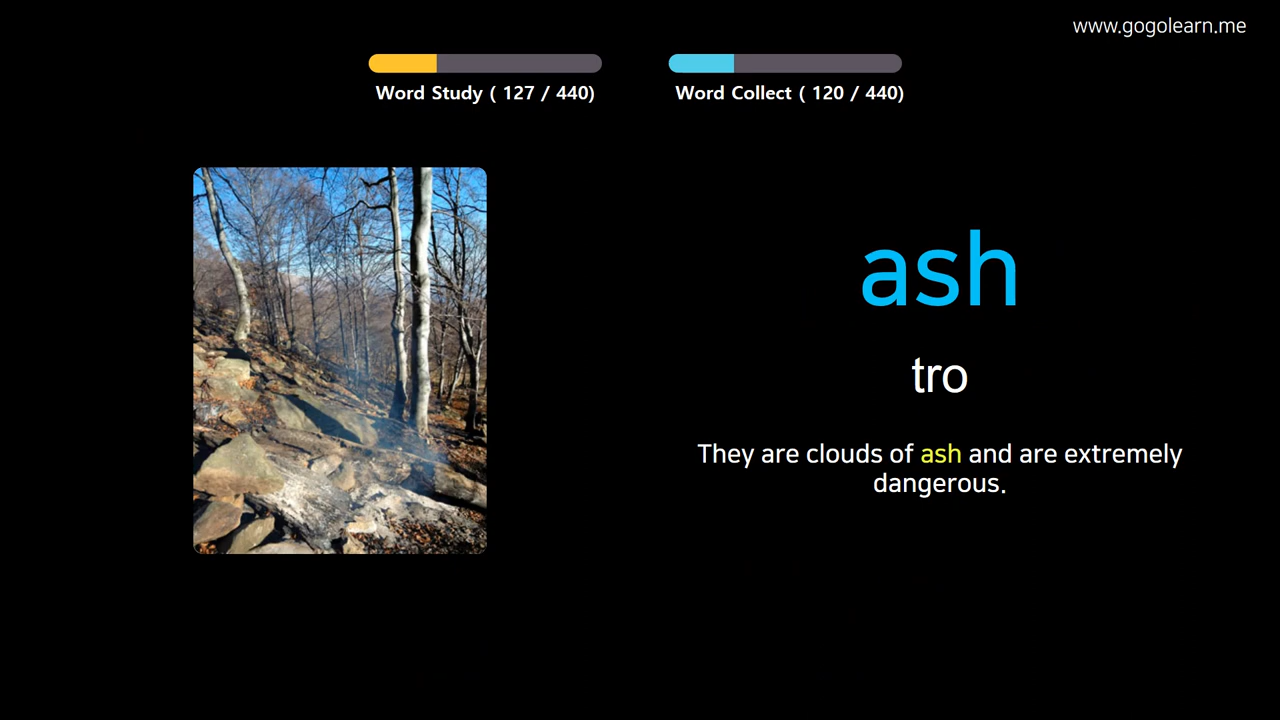 www.gogolearn.me
Word Study ( 127 / 440)
Word Collect ( 120 / 440)
ash
tro
They are clouds of ash and are extremely
dangerous.